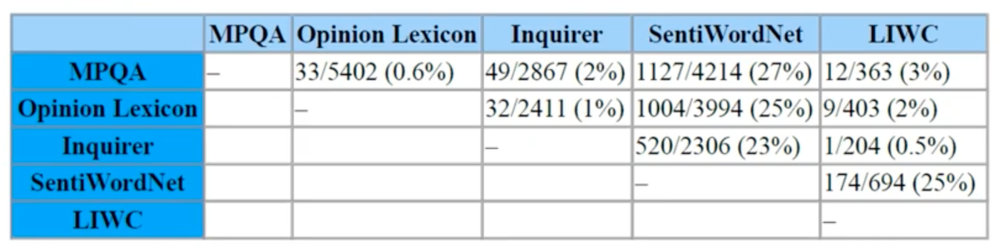 MPQA Opinion Lexicon Inquirer SentiWordNet LIWC
MPQA – 33/5402 (0.6%) 49/2867 (2%) 1127/4214 (27%) 12/363 (3%)
Opinion Lexicon – 32/2411 (1%) 1004/3994 (25%) 9/403 (2%)
Inquirer – 520/2306 (23%) 1/204 (0.5%)
SentiWordNet – 174/694 (25%)
LIWC –